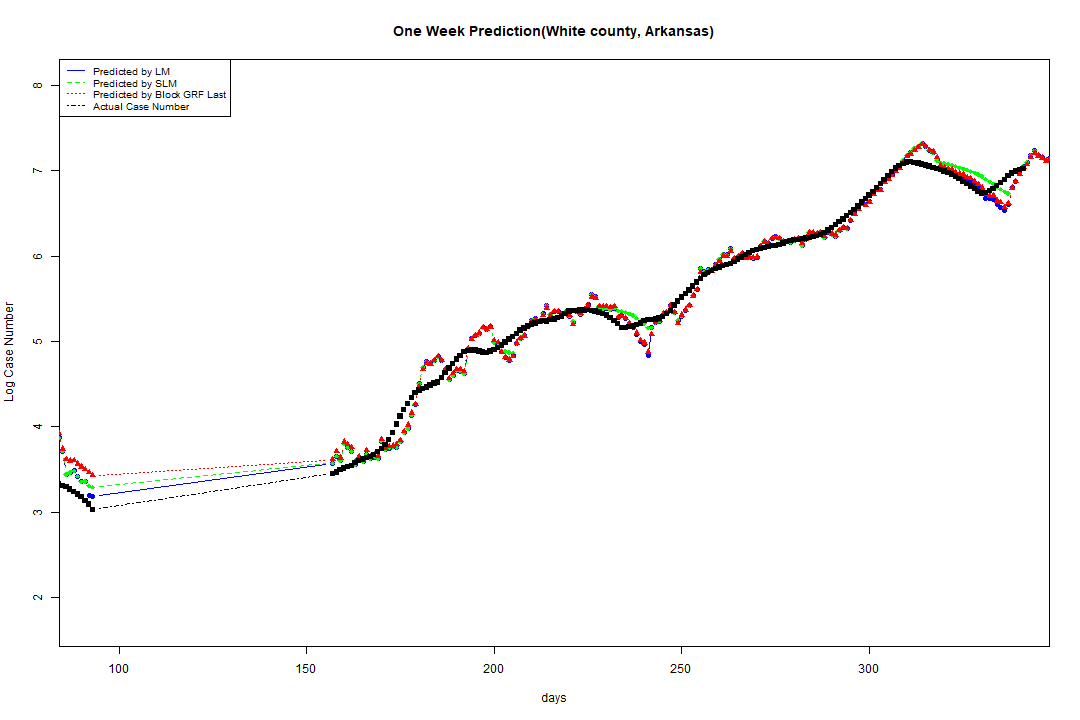 One Week Prediction(White county, Arkansas)
Predicted by LM
Predicted by SLM
Predicted by Block GRF Last
Actual Case Number
8
7
6
5
4
3
2
Log Case Number
100 150 200 250 300
days